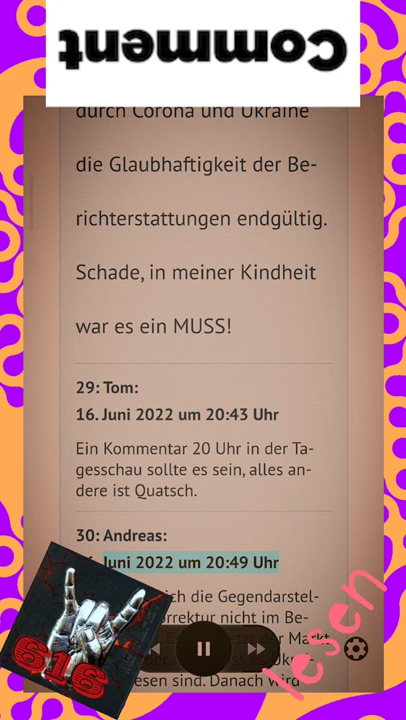 Comment
durch Corona und Ukraine
die Glaubhaftigkeit der Be-
richterstattungen endgültig.
Schade, in meiner Kindheit
war es ein MUSS!
29: Tom:
16. Juni 2022 um 20:43 Uhr
Ein Kommentar 20 Uhr in der Ta-
gesschau sollte es sein, alles an-
dere ist Quatsch.
30: Andreas:
Juni 2022 um 20:49 Uhr
ich die Gegendarstel-
nicht im Be-
Markt
esen sind. Danach wird
616
lesen